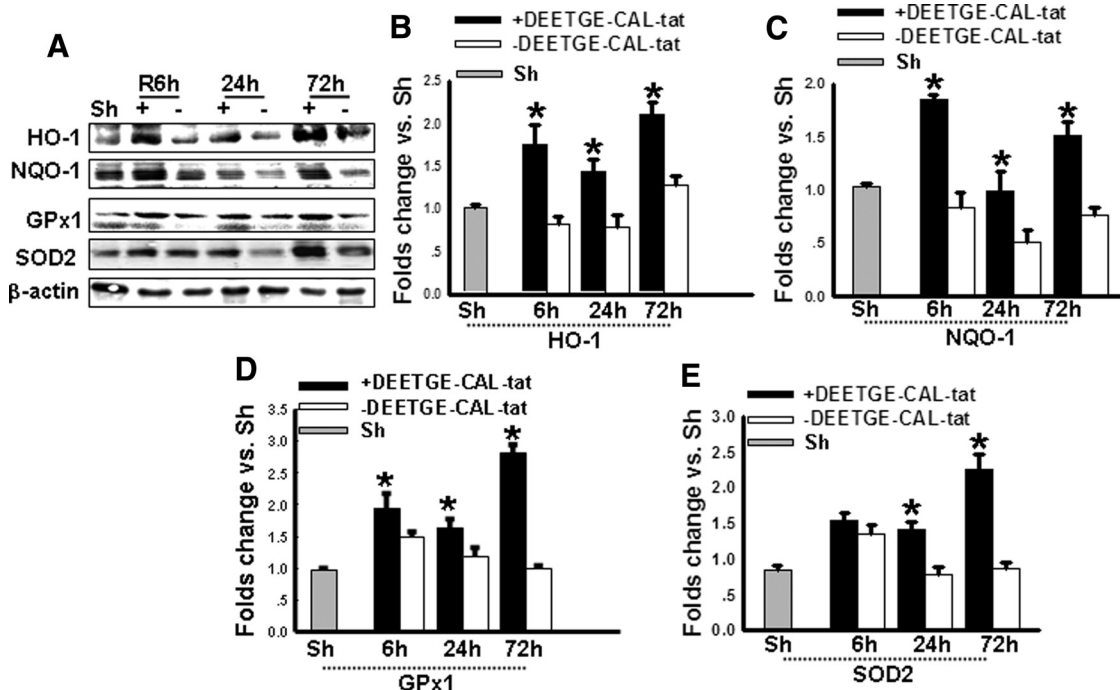 A
R6h 24h 72h
Sh + - + - + -
HO-1
NQO-1
GPx1
SOD2
β-actin
B
+DEETGE-CAL-tat
-DEETGE-CAL-tat
Sh
Folds change vs. Sh
2.5
2.0
1.5
1.0
.5
0.0
* * *
Sh 6h 24h 72h
HO-1
C
+DEETGE-CAL-tat
-DEETGE-CAL-tat
Sh
Folds change vs. Sh
2.0
1.5
1.0
.5
0.0
* * *
Sh 6h 24h 72h
NQO-1
D
+DEETGE-CAL-tat
-DEETGE-CAL-tat
Sh
Folds change vs. Sh
3.5
3.0
2.5
2.0
1.5
1.0
.5
0.0
* * *
Sh 6h 24h 72h
GPx1
E
+DEETGE-CAL-tat
-DEETGE-CAL-tat
Sh
Folds change vs. Sh
3.0
2.5
2.0
1.5
1.0
.5
0.0
* *
Sh 6h 24h 72h
SOD2